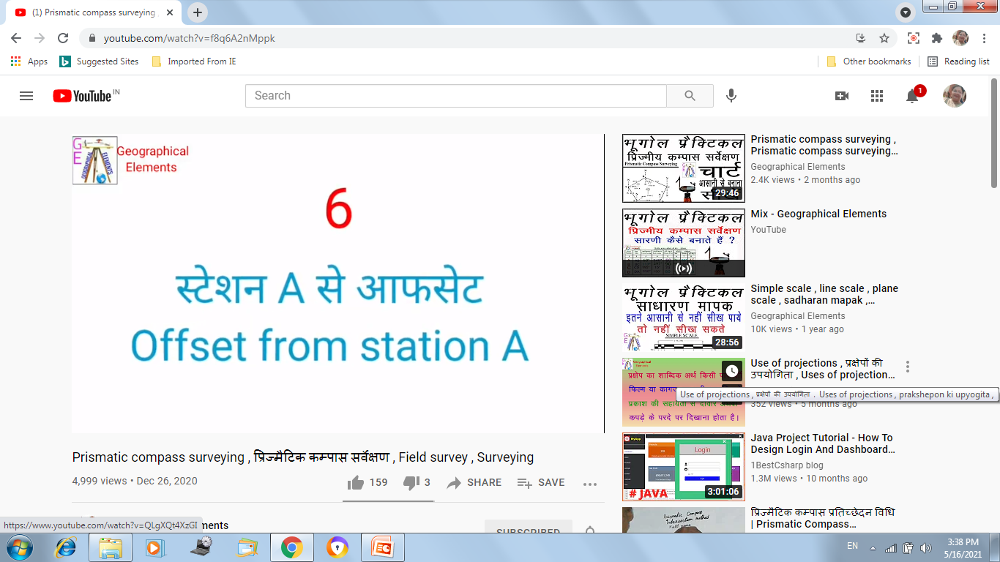 (1) Prismatic compass surveying ,
youtube.com/watch?v=f8q6A2nMppk
Apps
Suggested Sites
Imported From IE
Other bookmarks
Reading list
YouTube IN
Search
1
Geographical
Elements
6
स्टेशन A से आफसेट
Offset from station A
Prismatic compass surveying , प्रिज्मैटिक कम्पास सर्वेक्षण , Field survey , Surveying
4,999 views • Dec 26, 2020
159
3
SHARE
SAVE
SUBSCRIBED
भूगोल प्रैक्टिकल
प्रिज्मीय कम्पास सर्वेक्षण
Prismatic Compass Surveying
चार्ट
आसानी से बनाना
29:46
Prismatic compass surveying ,
Prismatic compass surveying...
Geographical Elements
2.4K views • 2 months ago
भूगोल प्रैक्टिकल
प्रिज्मीय कम्पास सर्वेक्षण
सारणी कैसे बनाते हैं ?
Mix - Geographical Elements
YouTube
भूगोल प्रैक्टिकल
साधारण मापक
इतने आसानी से नहीं सीख पाये
तो नहीं सीख सकते
SIMPLE SCALE
28:56
Simple scale , line scale , plane
scale , sadharan mapak ,...
Geographical Elements
10K views • 1 year ago
Geographical
Elements
प्रक्षेप का शाब्दिक अर्थ किसी
फिल्म या
प्रकाश की सहायता से दीवार
कपड़े के परदे पर दिखाना होता है।
Use of projections , प्रक्षेपों की
उपयोगिता , Uses of projection...
Use of projections , प्रक्षेपों की उपयोगिता . Uses of projections , prakshepon ki upyogita ,
352 views • 5 months ago
Login
# JAVA
3:01:06
Java Project Tutorial - How To
Design Login And Dashboard...
1BestCsharp blog
1.3M views • 10 months ago
Prismatic Compass
Intersection method
प्रिज्मैटिक कम्पास प्रतिच्छेदन विधि
| Prismatic Compass...
https://www.youtube.com/watch?v=QLgXQt4XzGI
EN
3:38 PM
5/16/2021